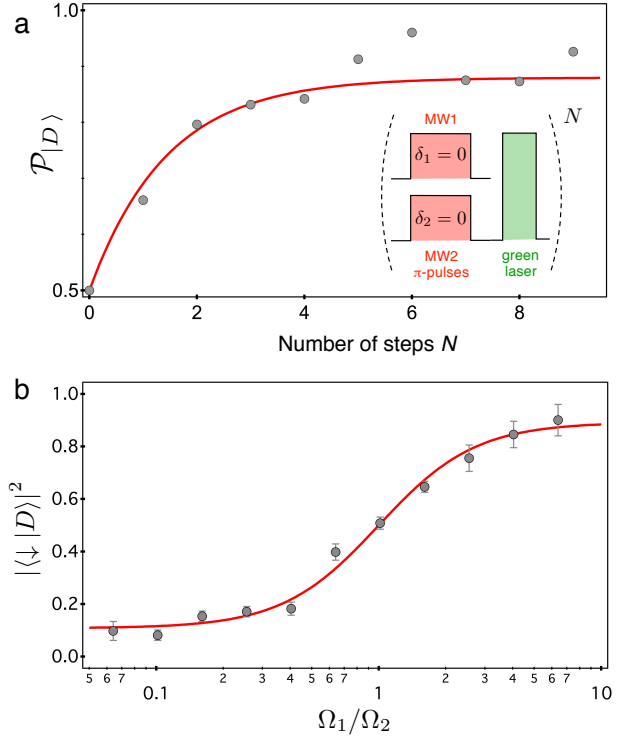 a
1.0
𝒫|D⟩
0.5
0 2 4 6 8
Number of steps N
MW1
δ₁ = 0
δ₂ = 0
MW2
π-pulses
green
laser
N
b
1.0
0.8
0.6
0.4
0.2
0.0
|⟨↓ |D⟩|²
5 6 7 2 3 4 5 6 7 2 3 4 5 6 7
0.1 1 10
Ω₁/Ω₂